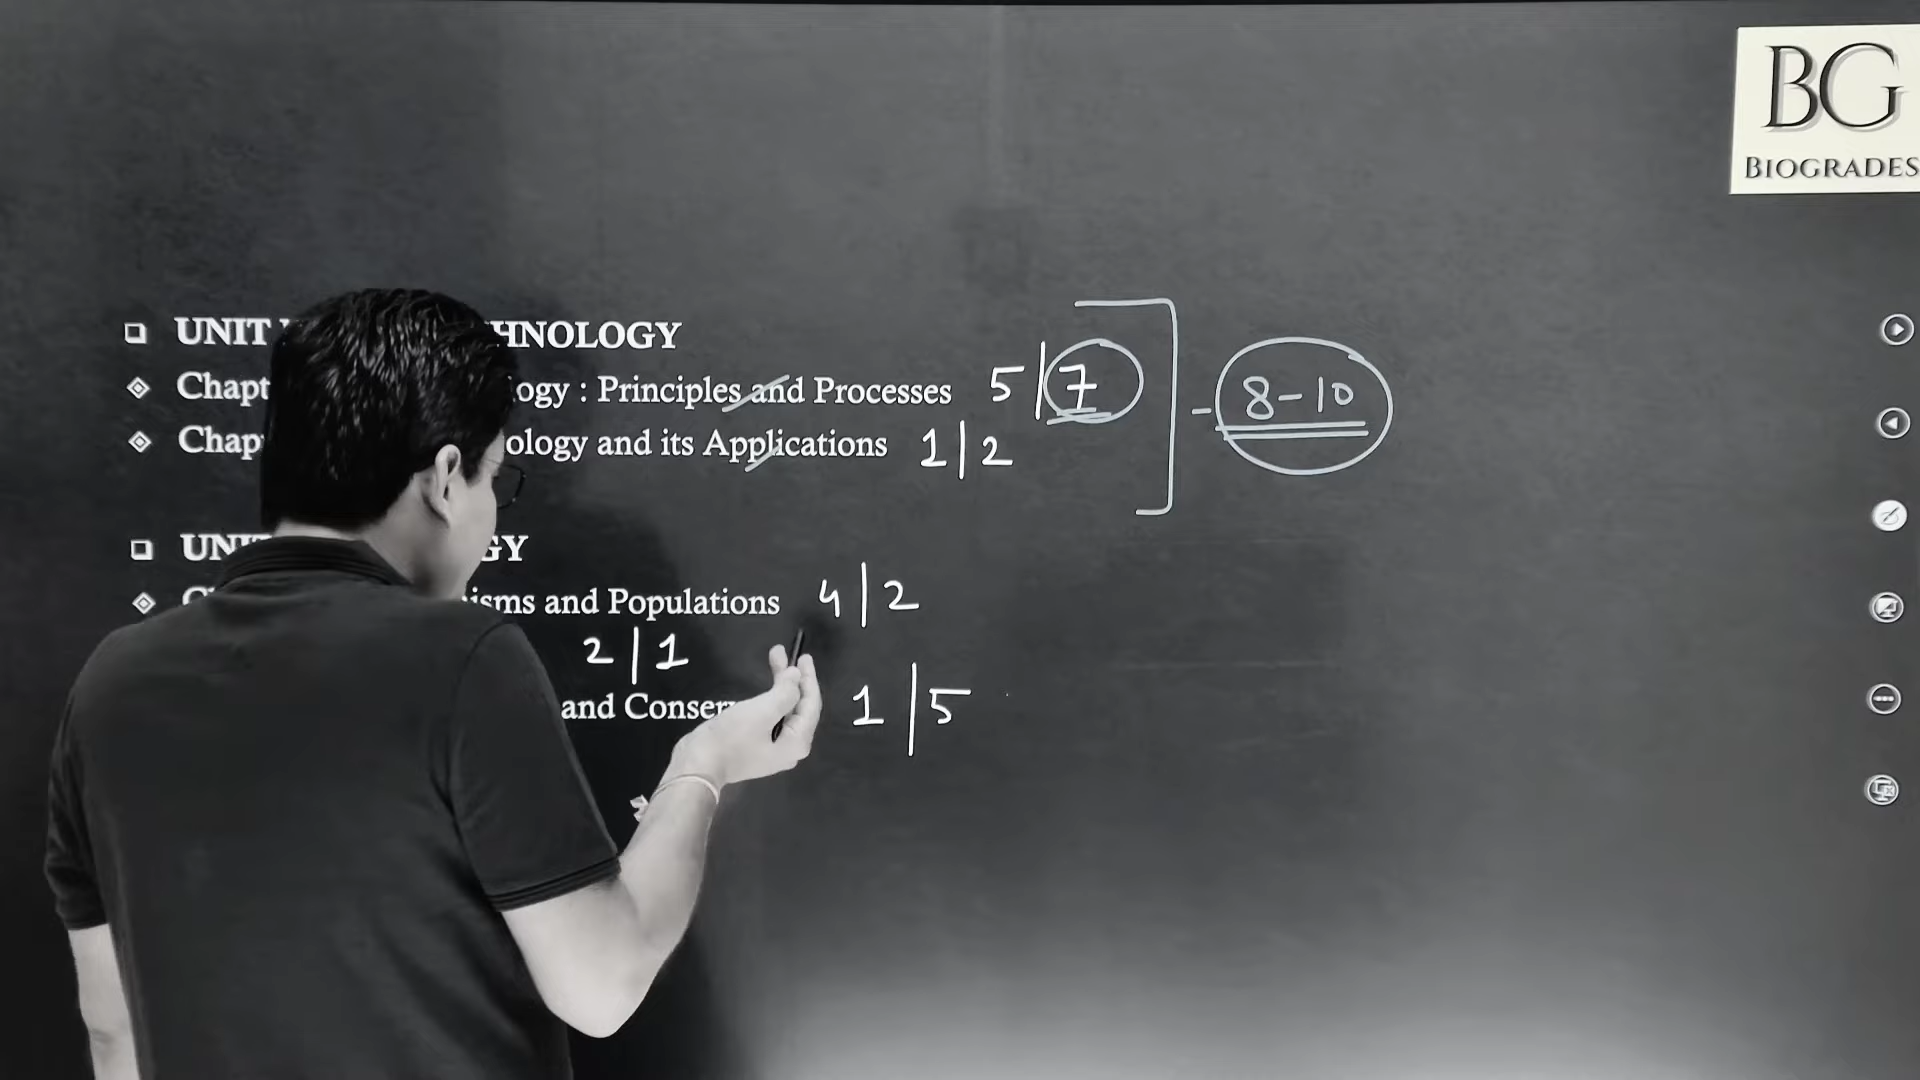 BG
BIOGRADES
UNIT HNOLOGY
Chapt ogy : Principles and Processes 5 | 7
- 8-10
Chap ology and its Applications 1 | 2
UNIT GY
isms and Populations 4 | 2
2 | 1
and Conser 1 | 5